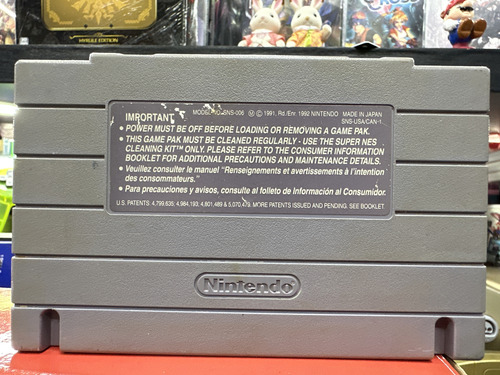 HYRULE EDITION
IMPORTANT MODEL NO. SNS-006 Ⓜ © 1991, Rd./Enr. 1992 NINTENDO MADE IN JAPAN
SNS-USA/CAN-1
• POWER MUST BE OFF BEFORE LOADING OR REMOVING A GAME PAK.
• THIS GAME PAK MUST BE CLEANED REGULARLY - USE THE SUPER NES
CLEANING KIT™ ONLY. PLEASE REFER TO THE CONSUMER INFORMATION
BOOKLET FOR ADDITIONAL PRECAUTIONS AND MAINTENANCE DETAILS.
• Veuillez consulter le manuel "Renseignements et avertissements à l'intention
des consommateurs."
• Para precauciones y avisos, consulte al folleto de Información al Consumidor.
U.S. PATENTS: 4,799,635; 4,984,193; 4,801,489 & 5,070,479. MORE PATENTS ISSUED AND PENDING. SEE BOOKLET.
Nintendo